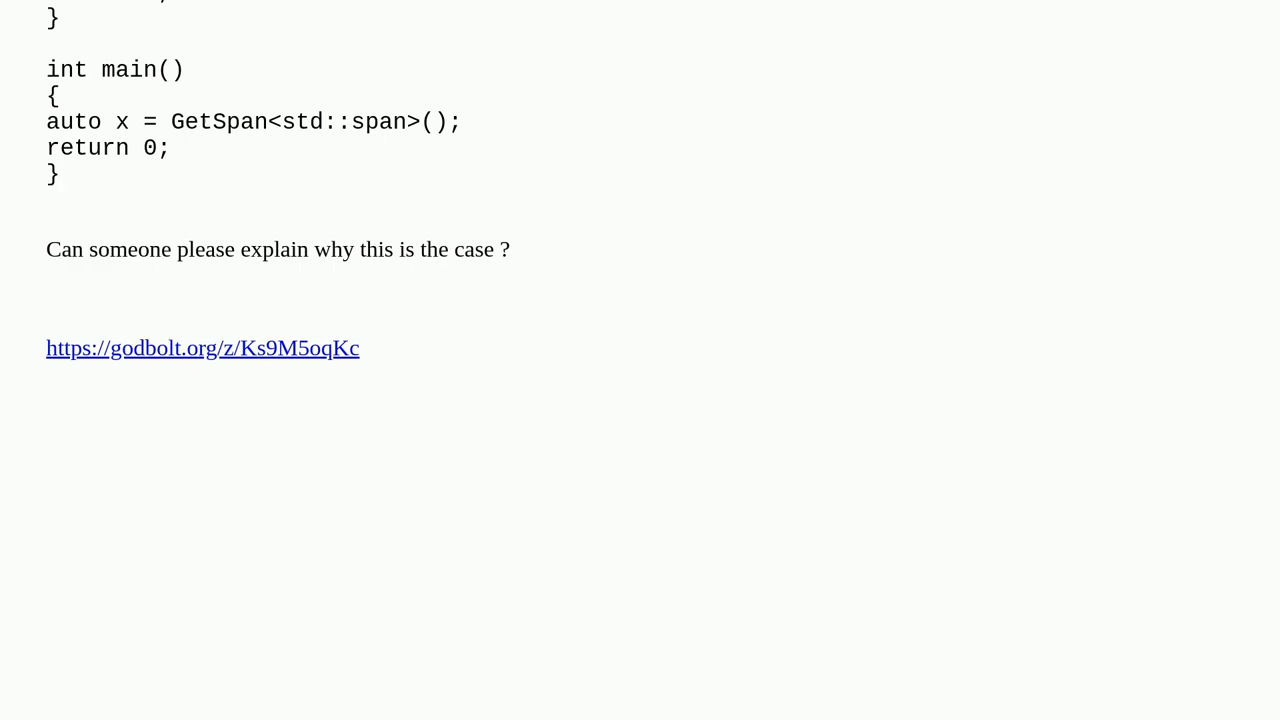 }
int main()
{
auto x = GetSpan<std::span>();
return 0;
}
Can someone please explain why this is the case ?
https://godbolt.org/z/Ks9M5oqKc